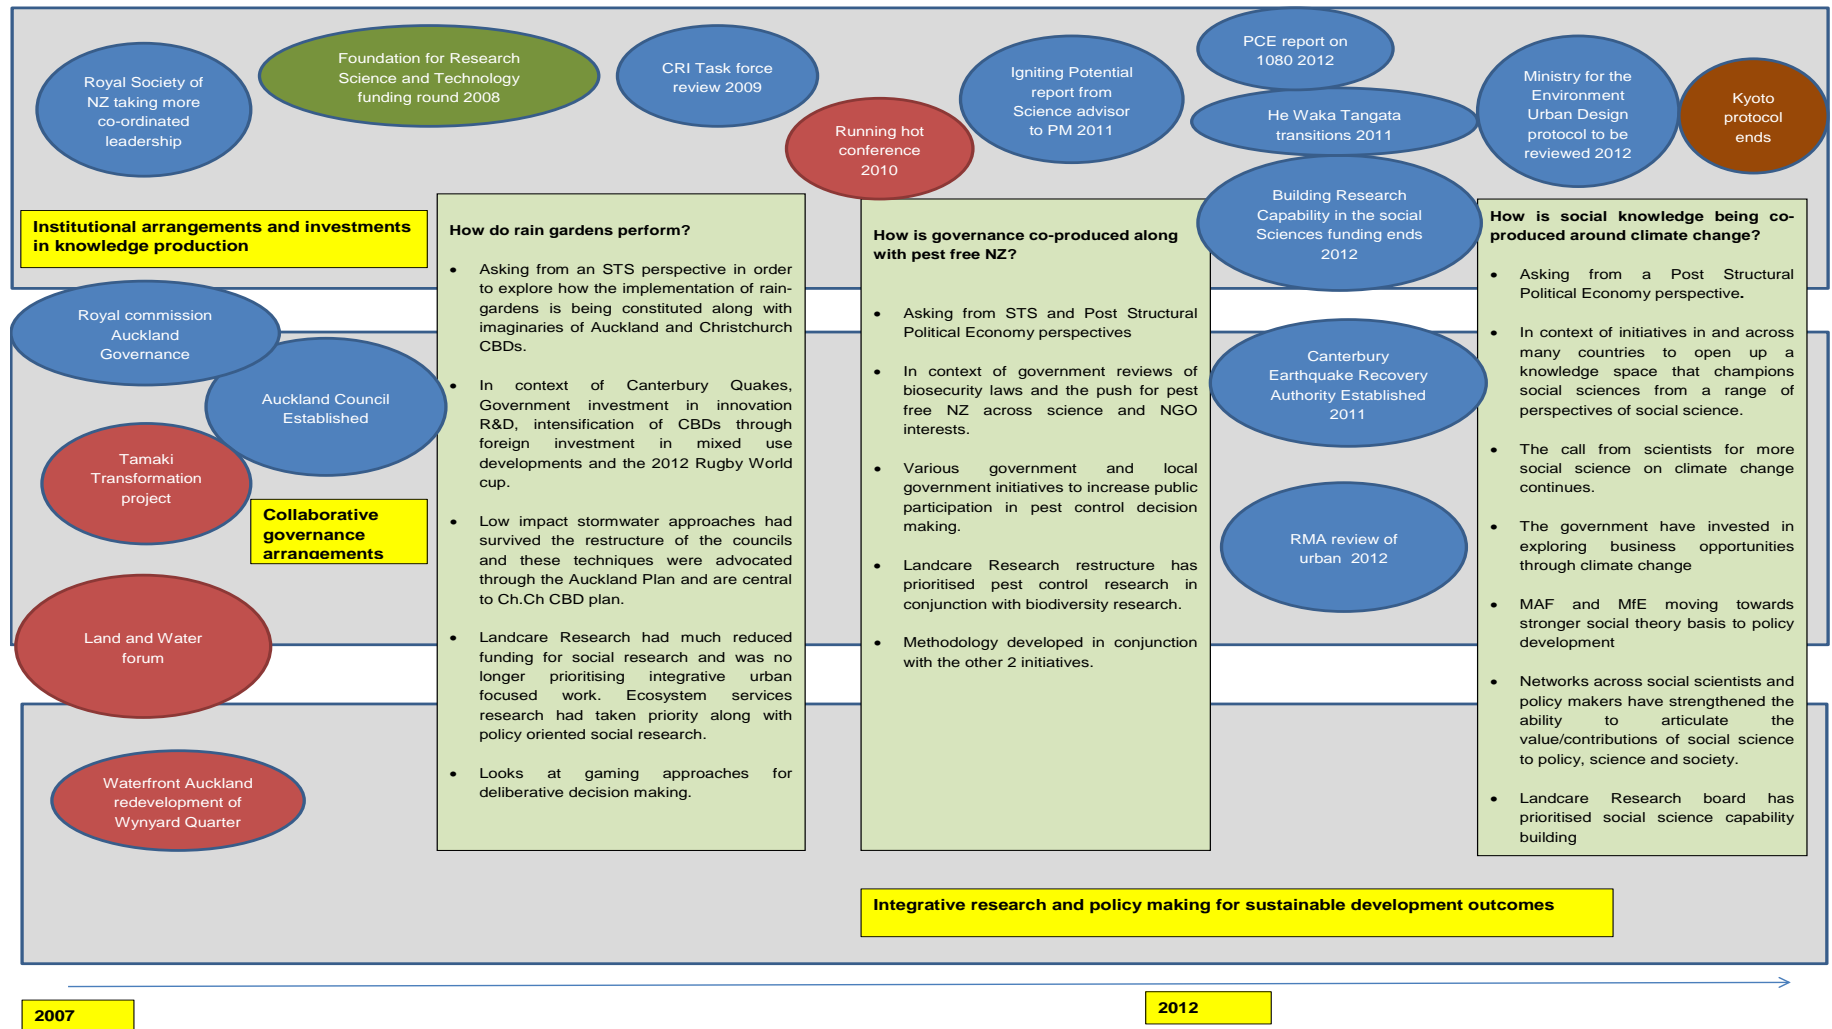 Royal Society of
NZ taking more
co-ordinated
leadership
Foundation for Research
Science and Technology
funding round 2008
CRI Task force
review 2009
Running hot
conference
2010
Igniting Potential
report from
Science advisor
to PM 2011
PCE report on
1080 2012
He Waka Tangata
transitions 2011
Building Research
Capability in the social
Sciences funding ends
2012
Ministry for the
Environment
Urban Design
protocol to be
reviewed 2012
Kyoto
protocol
ends
Institutional arrangements and investments
in knowledge production
Royal commission
Auckland
Governance
Auckland Council
Established
Tamaki
Transformation
project
Collaborative
governance
arrangements
Land and Water
forum
Waterfront Auckland
redevelopment of
Wynyard Quarter
How do rain gardens perform?
• Asking from an STS perspective in order
to explore how the implementation of rain-
gardens is being constituted along with
imaginaries of Auckland and Christchurch
CBDs.
• In context of Canterbury Quakes,
Government investment in innovation
R&D, intensification of CBDs through
foreign investment in mixed use
developments and the 2012 Rugby World
cup.
• Low impact stormwater approaches had
survived the restructure of the councils
and these techniques were advocated
through the Auckland Plan and are central
to Ch.Ch CBD plan.
• Landcare Research had much reduced
funding for social research and was no
longer prioritising integrative urban
focused work. Ecosystem services
research had taken priority along with
policy oriented social research.
• Looks at gaming approaches for
deliberative decision making.
How is governance co-produced along
with pest free NZ?
• Asking from STS and Post Structural
Political Economy perspectives
• In context of government reviews of
biosecurity laws and the push for pest
free NZ across science and NGO
interests.
• Various government and local
government initiatives to increase public
participation in pest control decision
making.
• Landcare Research restructure has
prioritised pest control research in
conjunction with biodiversity research.
• Methodology developed in conjunction
with the other 2 initiatives.
Canterbury
Earthquake Recovery
Authority Established
2011
RMA review of
urban 2012
How is social knowledge being co-
produced around climate change?
• Asking from a Post Structural
Political Economy perspective.
• In context of initiatives in and across
many countries to open up a
knowledge space that champions
social sciences from a range of
perspectives of social science.
• The call from scientists for more
social science on climate change
continues.
• The government have invested in
exploring business opportunities
through climate change
• MAF and MfE moving towards
stronger social theory basis to policy
development
• Networks across social scientists and
policy makers have strengthened the
ability to articulate the
value/contributions of social science
to policy, science and society.
• Landcare Research board has
prioritised social science capability
building
Integrative research and policy making for sustainable development outcomes
2007
2012